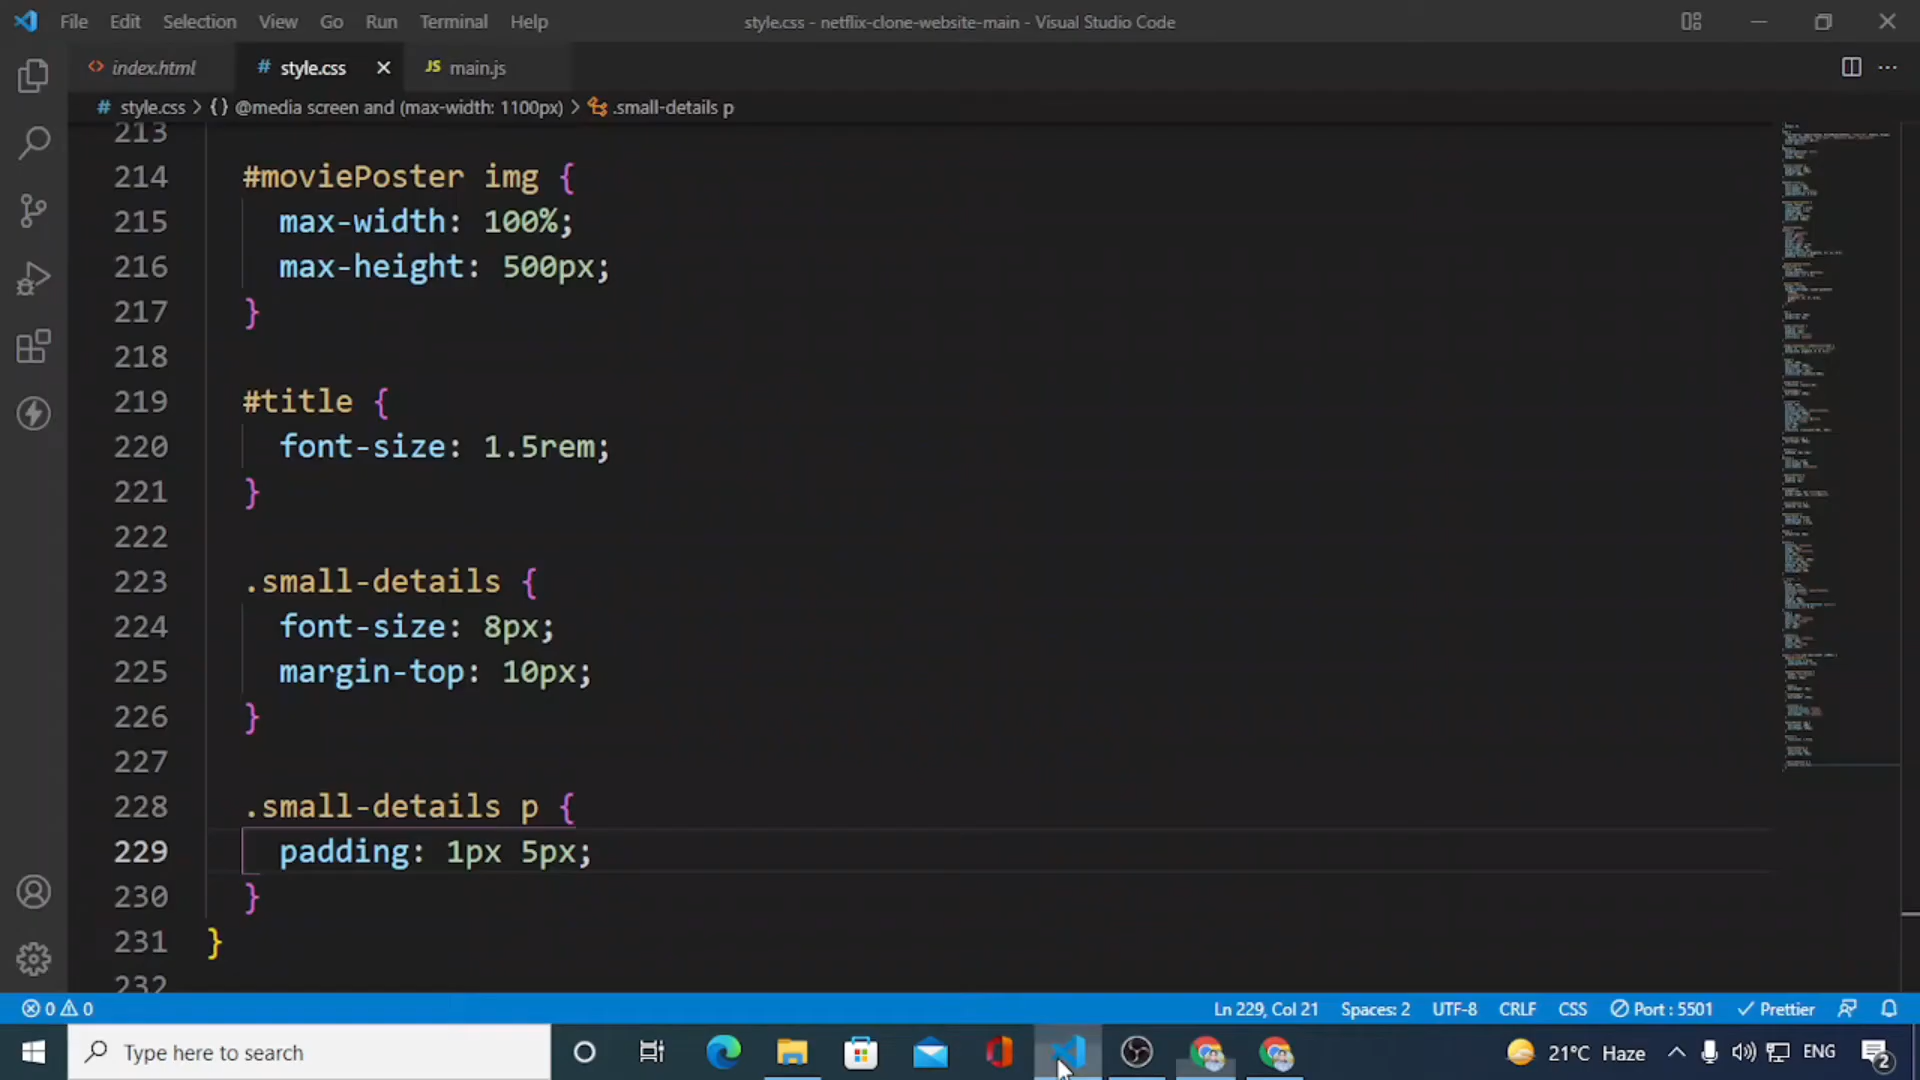 File Edit Selection View Go Run Terminal Help style.css - netflix-clone-website-main - Visual Studio Code
<> index.html # style.css × JS main.js
# style.css > {} @media screen and (max-width: 1100px) > .small-details p
213
214 #moviePoster img {
215 max-width: 100%;
216 max-height: 500px;
217 }
218
219 #title {
220 font-size: 1.5rem;
221 }
222
223 .small-details {
224 font-size: 8px;
225 margin-top: 10px;
226 }
227
228 .small-details p {
229 padding: 1px 5px;
230 }
231 }
232
0 0 Ln 229, Col 21 Spaces: 2 UTF-8 CRLF CSS Port : 5501 Prettier
Type here to search 21°C Haze ENG 2